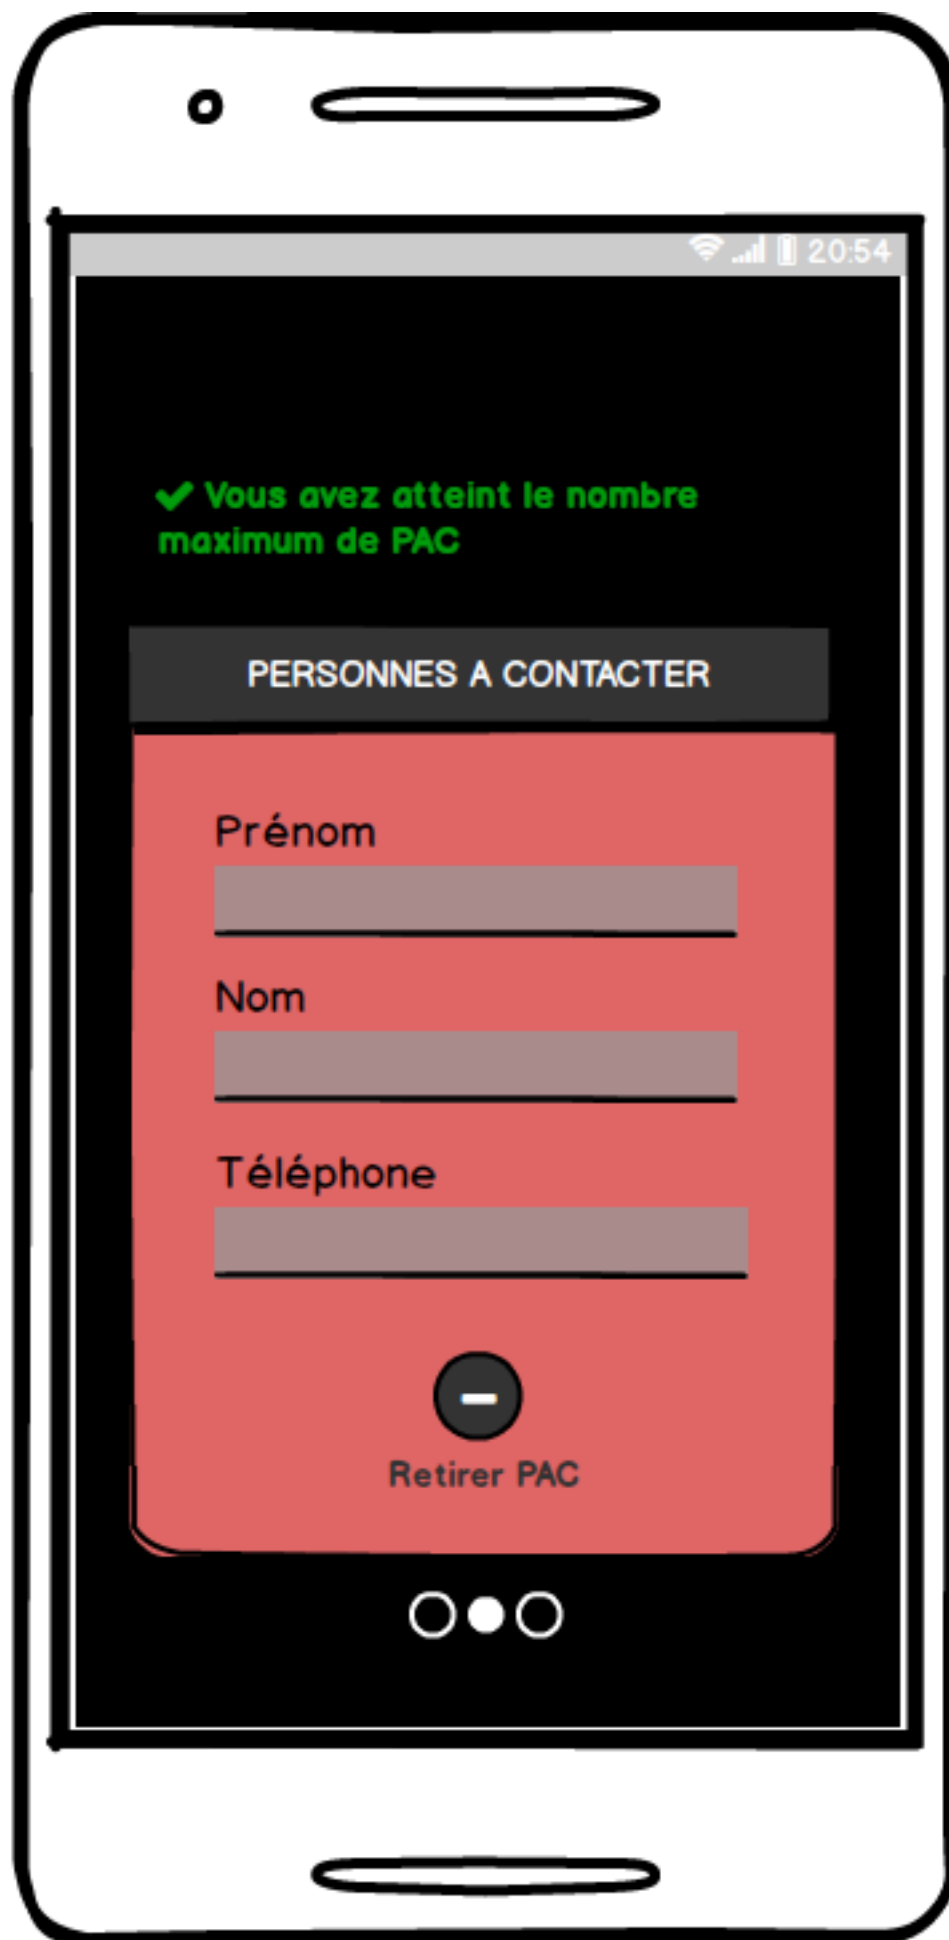 20:54
Vous avez atteint le nombre
maximum de PAC
PERSONNES A CONTACTER
Prénom
Nom
Téléphone
Retirer PAC